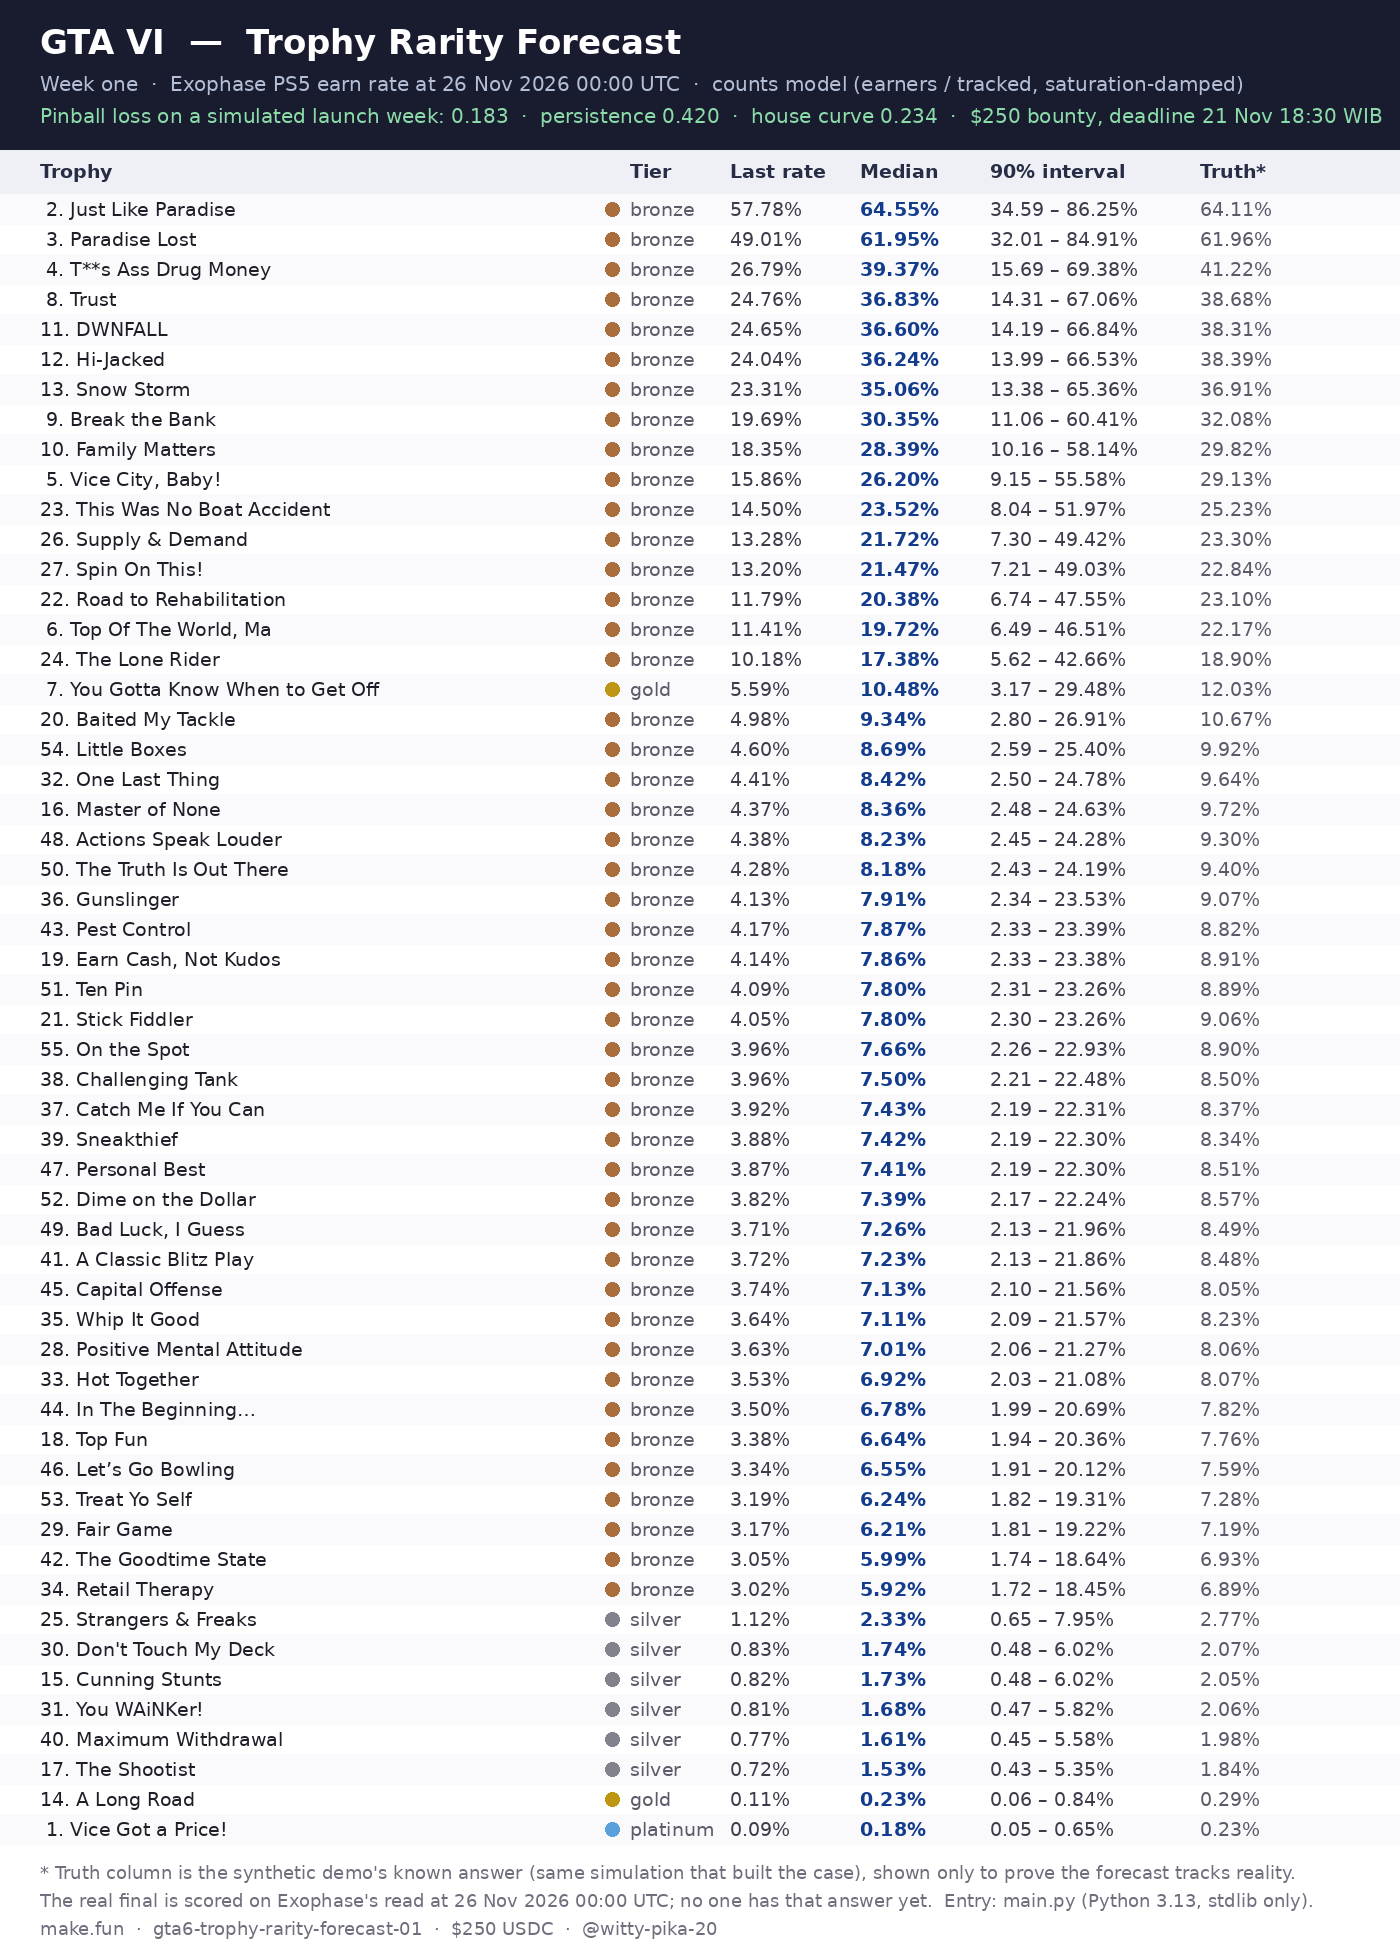 GTA VI — Trophy Rarity Forecast
Week one · Exophase PS5 earn rate at 26 Nov 2026 00:00 UTC · counts model (earners / tracked, saturation-damped)
Pinball loss on a simulated launch week: 0.183 · persistence 0.420 · house curve 0.234 · $250 bounty, deadline 21 Nov 18:30 WIB
Trophy Tier Last rate Median 90% interval Truth*
2. Just Like Paradise bronze 57.78% 64.55% 34.59 – 86.25% 64.11%
3. Paradise Lost bronze 49.01% 61.95% 32.01 – 84.91% 61.96%
4. T**s Ass Drug Money bronze 26.79% 39.37% 15.69 – 69.38% 41.22%
8. Trust bronze 24.76% 36.83% 14.31 – 67.06% 38.68%
11. DWNFALL bronze 24.65% 36.60% 14.19 – 66.84% 38.31%
12. Hi-Jacked bronze 24.04% 36.24% 13.99 – 66.53% 38.39%
13. Snow Storm bronze 23.31% 35.06% 13.38 – 65.36% 36.91%
9. Break the Bank bronze 19.69% 30.35% 11.06 – 60.41% 32.08%
10. Family Matters bronze 18.35% 28.39% 10.16 – 58.14% 29.82%
5. Vice City, Baby! bronze 15.86% 26.20% 9.15 – 55.58% 29.13%
23. This Was No Boat Accident bronze 14.50% 23.52% 8.04 – 51.97% 25.23%
26. Supply & Demand bronze 13.28% 21.72% 7.30 – 49.42% 23.30%
27. Spin On This! bronze 13.20% 21.47% 7.21 – 49.03% 22.84%
22. Road to Rehabilitation bronze 11.79% 20.38% 6.74 – 47.55% 23.10%
6. Top Of The World, Ma bronze 11.41% 19.72% 6.49 – 46.51% 22.17%
24. The Lone Rider bronze 10.18% 17.38% 5.62 – 42.66% 18.90%
7. You Gotta Know When to Get Off gold 5.59% 10.48% 3.17 – 29.48% 12.03%
20. Baited My Tackle bronze 4.98% 9.34% 2.80 – 26.91% 10.67%
54. Little Boxes bronze 4.60% 8.69% 2.59 – 25.40% 9.92%
32. One Last Thing bronze 4.41% 8.42% 2.50 – 24.78% 9.64%
16. Master of None bronze 4.37% 8.36% 2.48 – 24.63% 9.72%
48. Actions Speak Louder bronze 4.38% 8.23% 2.45 – 24.28% 9.30%
50. The Truth Is Out There bronze 4.28% 8.18% 2.43 – 24.19% 9.40%
36. Gunslinger bronze 4.13% 7.91% 2.34 – 23.53% 9.07%
43. Pest Control bronze 4.17% 7.87% 2.33 – 23.39% 8.82%
19. Earn Cash, Not Kudos bronze 4.14% 7.86% 2.33 – 23.38% 8.91%
51. Ten Pin bronze 4.09% 7.80% 2.31 – 23.26% 8.89%
21. Stick Fiddler bronze 4.05% 7.80% 2.30 – 23.26% 9.06%
55. On the Spot bronze 3.96% 7.66% 2.26 – 22.93% 8.90%
38. Challenging Tank bronze 3.96% 7.50% 2.21 – 22.48% 8.50%
37. Catch Me If You Can bronze 3.92% 7.43% 2.19 – 22.31% 8.37%
39. Sneakthief bronze 3.88% 7.42% 2.19 – 22.30% 8.34%
47. Personal Best bronze 3.87% 7.41% 2.19 – 22.30% 8.51%
52. Dime on the Dollar bronze 3.82% 7.39% 2.17 – 22.24% 8.57%
49. Bad Luck, I Guess bronze 3.71% 7.26% 2.13 – 21.96% 8.49%
41. A Classic Blitz Play bronze 3.72% 7.23% 2.13 – 21.86% 8.48%
45. Capital Offense bronze 3.74% 7.13% 2.10 – 21.56% 8.05%
35. Whip It Good bronze 3.64% 7.11% 2.09 – 21.57% 8.23%
28. Positive Mental Attitude bronze 3.63% 7.01% 2.06 – 21.27% 8.06%
33. Hot Together bronze 3.53% 6.92% 2.03 – 21.08% 8.07%
44. In The Beginning... bronze 3.50% 6.78% 1.99 – 20.69% 7.82%
18. Top Fun bronze 3.38% 6.64% 1.94 – 20.36% 7.76%
46. Let’s Go Bowling bronze 3.34% 6.55% 1.91 – 20.12% 7.59%
53. Treat Yo Self bronze 3.19% 6.24% 1.82 – 19.31% 7.28%
29. Fair Game bronze 3.17% 6.21% 1.81 – 19.22% 7.19%
42. The Goodtime State bronze 3.05% 5.99% 1.74 – 18.64% 6.93%
34. Retail Therapy bronze 3.02% 5.92% 1.72 – 18.45% 6.89%
25. Strangers & Freaks silver 1.12% 2.33% 0.65 – 7.95% 2.77%
30. Don't Touch My Deck silver 0.83% 1.74% 0.48 – 6.02% 2.07%
15. Cunning Stunts silver 0.82% 1.73% 0.48 – 6.02% 2.05%
31. You WAiNKer! silver 0.81% 1.68% 0.47 – 5.82% 2.06%
40. Maximum Withdrawal silver 0.77% 1.61% 0.45 – 5.58% 1.98%
17. The Shootist silver 0.72% 1.53% 0.43 – 5.35% 1.84%
14. A Long Road gold 0.11% 0.23% 0.06 – 0.84% 0.29%
1. Vice Got a Price! platinum 0.09% 0.18% 0.05 – 0.65% 0.23%
* Truth column is the synthetic demo's known answer (same simulation that built the case), shown only to prove the forecast tracks reality.
The real final is scored on Exophase's read at 26 Nov 2026 00:00 UTC; no one has that answer yet. Entry: main.py (Python 3.13, stdlib only).
make.fun · gta6-trophy-rarity-forecast-01 · $250 USDC · @witty-pika-20